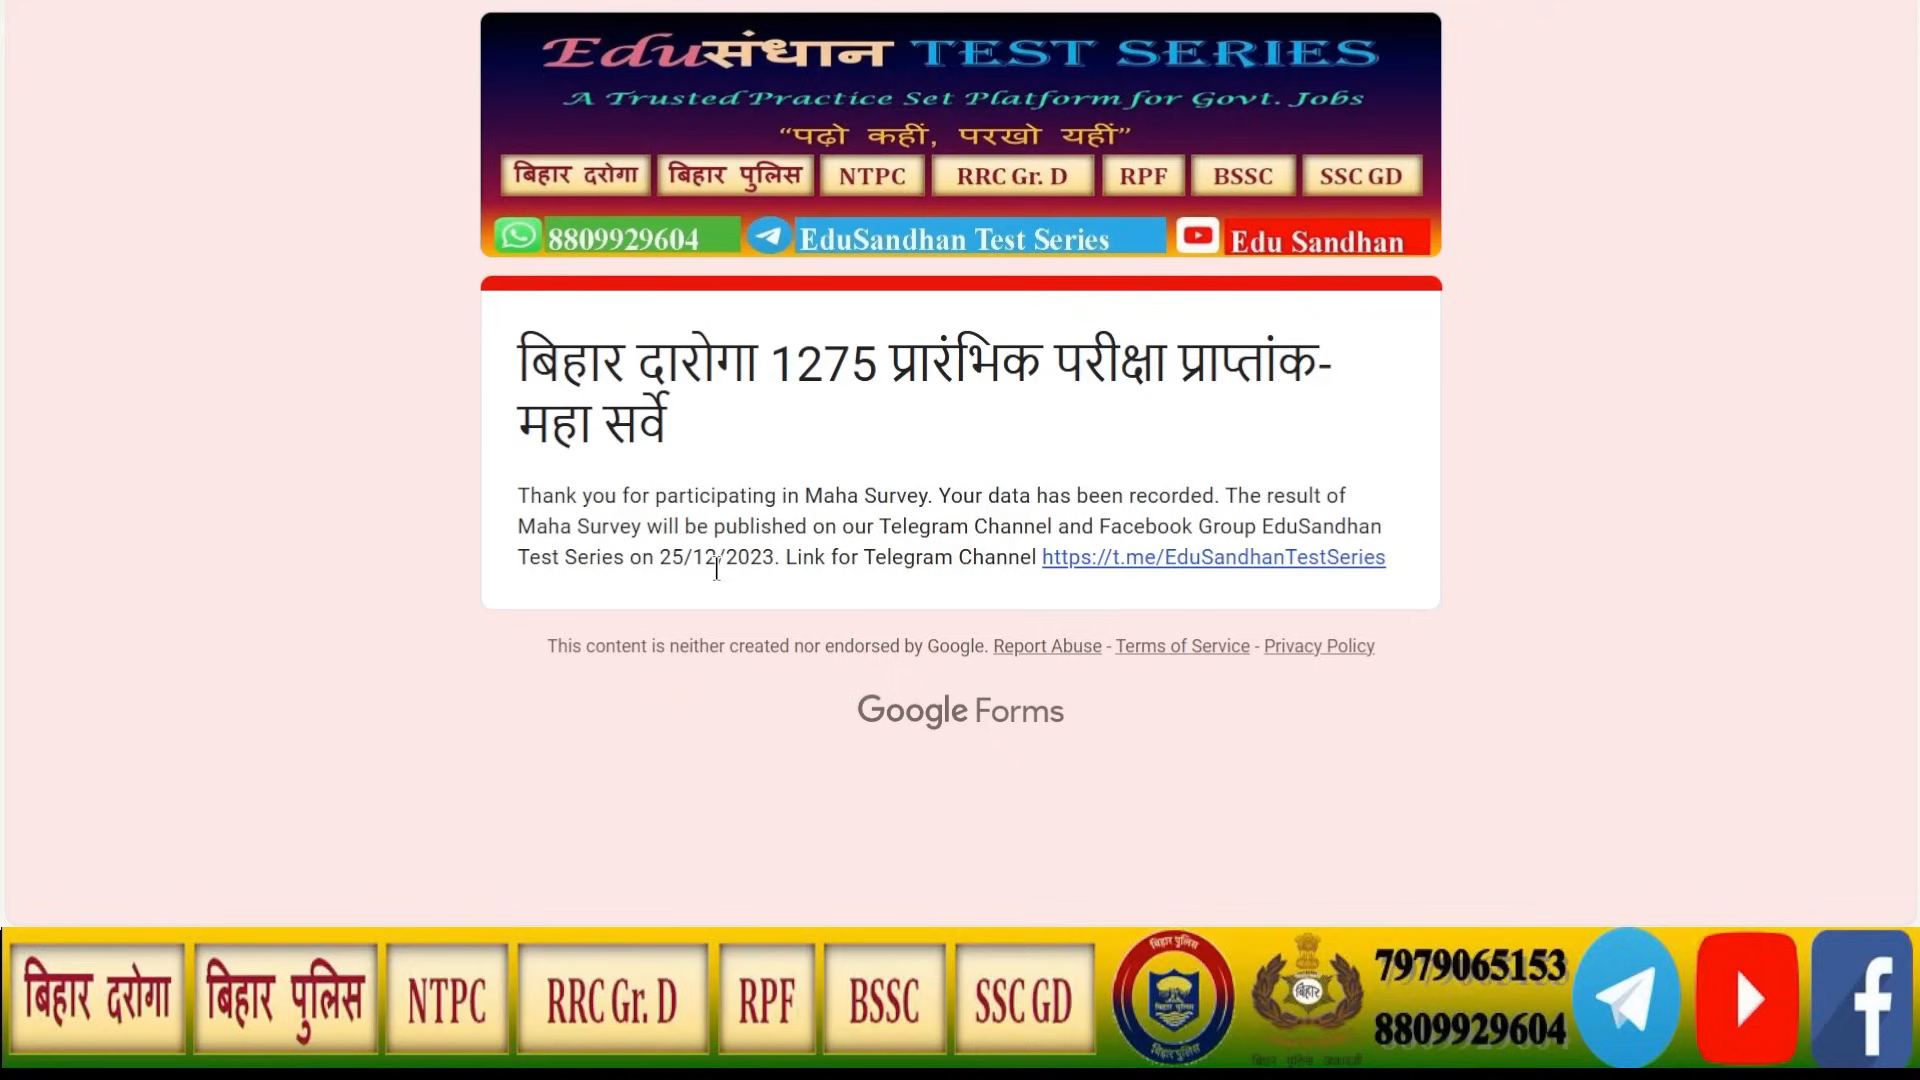 Eduसंधान TEST SERIES
A Trusted Practice Set Platform for Govt. Jobs
“पढ़ो कहीं, परखो यहीं”
बिहार दरोगा बिहार पुलिस NTPC RRC Gr. D RPF BSSC SSC GD
8809929604 EduSandhan Test Series Edu Sandhan
बिहार दारोगा 1275 प्रारंभिक परीक्षा प्राप्तांक-
महा सर्वे
Thank you for participating in Maha Survey. Your data has been recorded. The result of
Maha Survey will be published on our Telegram Channel and Facebook Group EduSandhan
Test Series on 25/12/2023. Link for Telegram Channel https://t.me/EduSandhanTestSeries
This content is neither created nor endorsed by Google. Report Abuse - Terms of Service - Privacy Policy
Google Forms
बिहार दरोगा बिहार पुलिस NTPC RRC Gr. D RPF BSSC SSC GD
बिहार पुलिस
बिहार पुलिस
बिहार
7979065153
8809929604